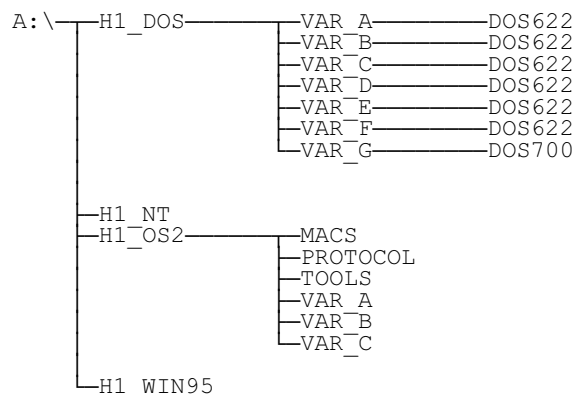 A:\ H1_DOS VAR_A DOS622
VAR_B DOS622
VAR_C DOS622
VAR_D DOS622
VAR_E DOS622
VAR_F DOS622
VAR_G DOS700
H1_NT
H1_OS2 MACS
PROTOCOL
TOOLS
VAR_A
VAR_B
VAR_C
H1_WIN95